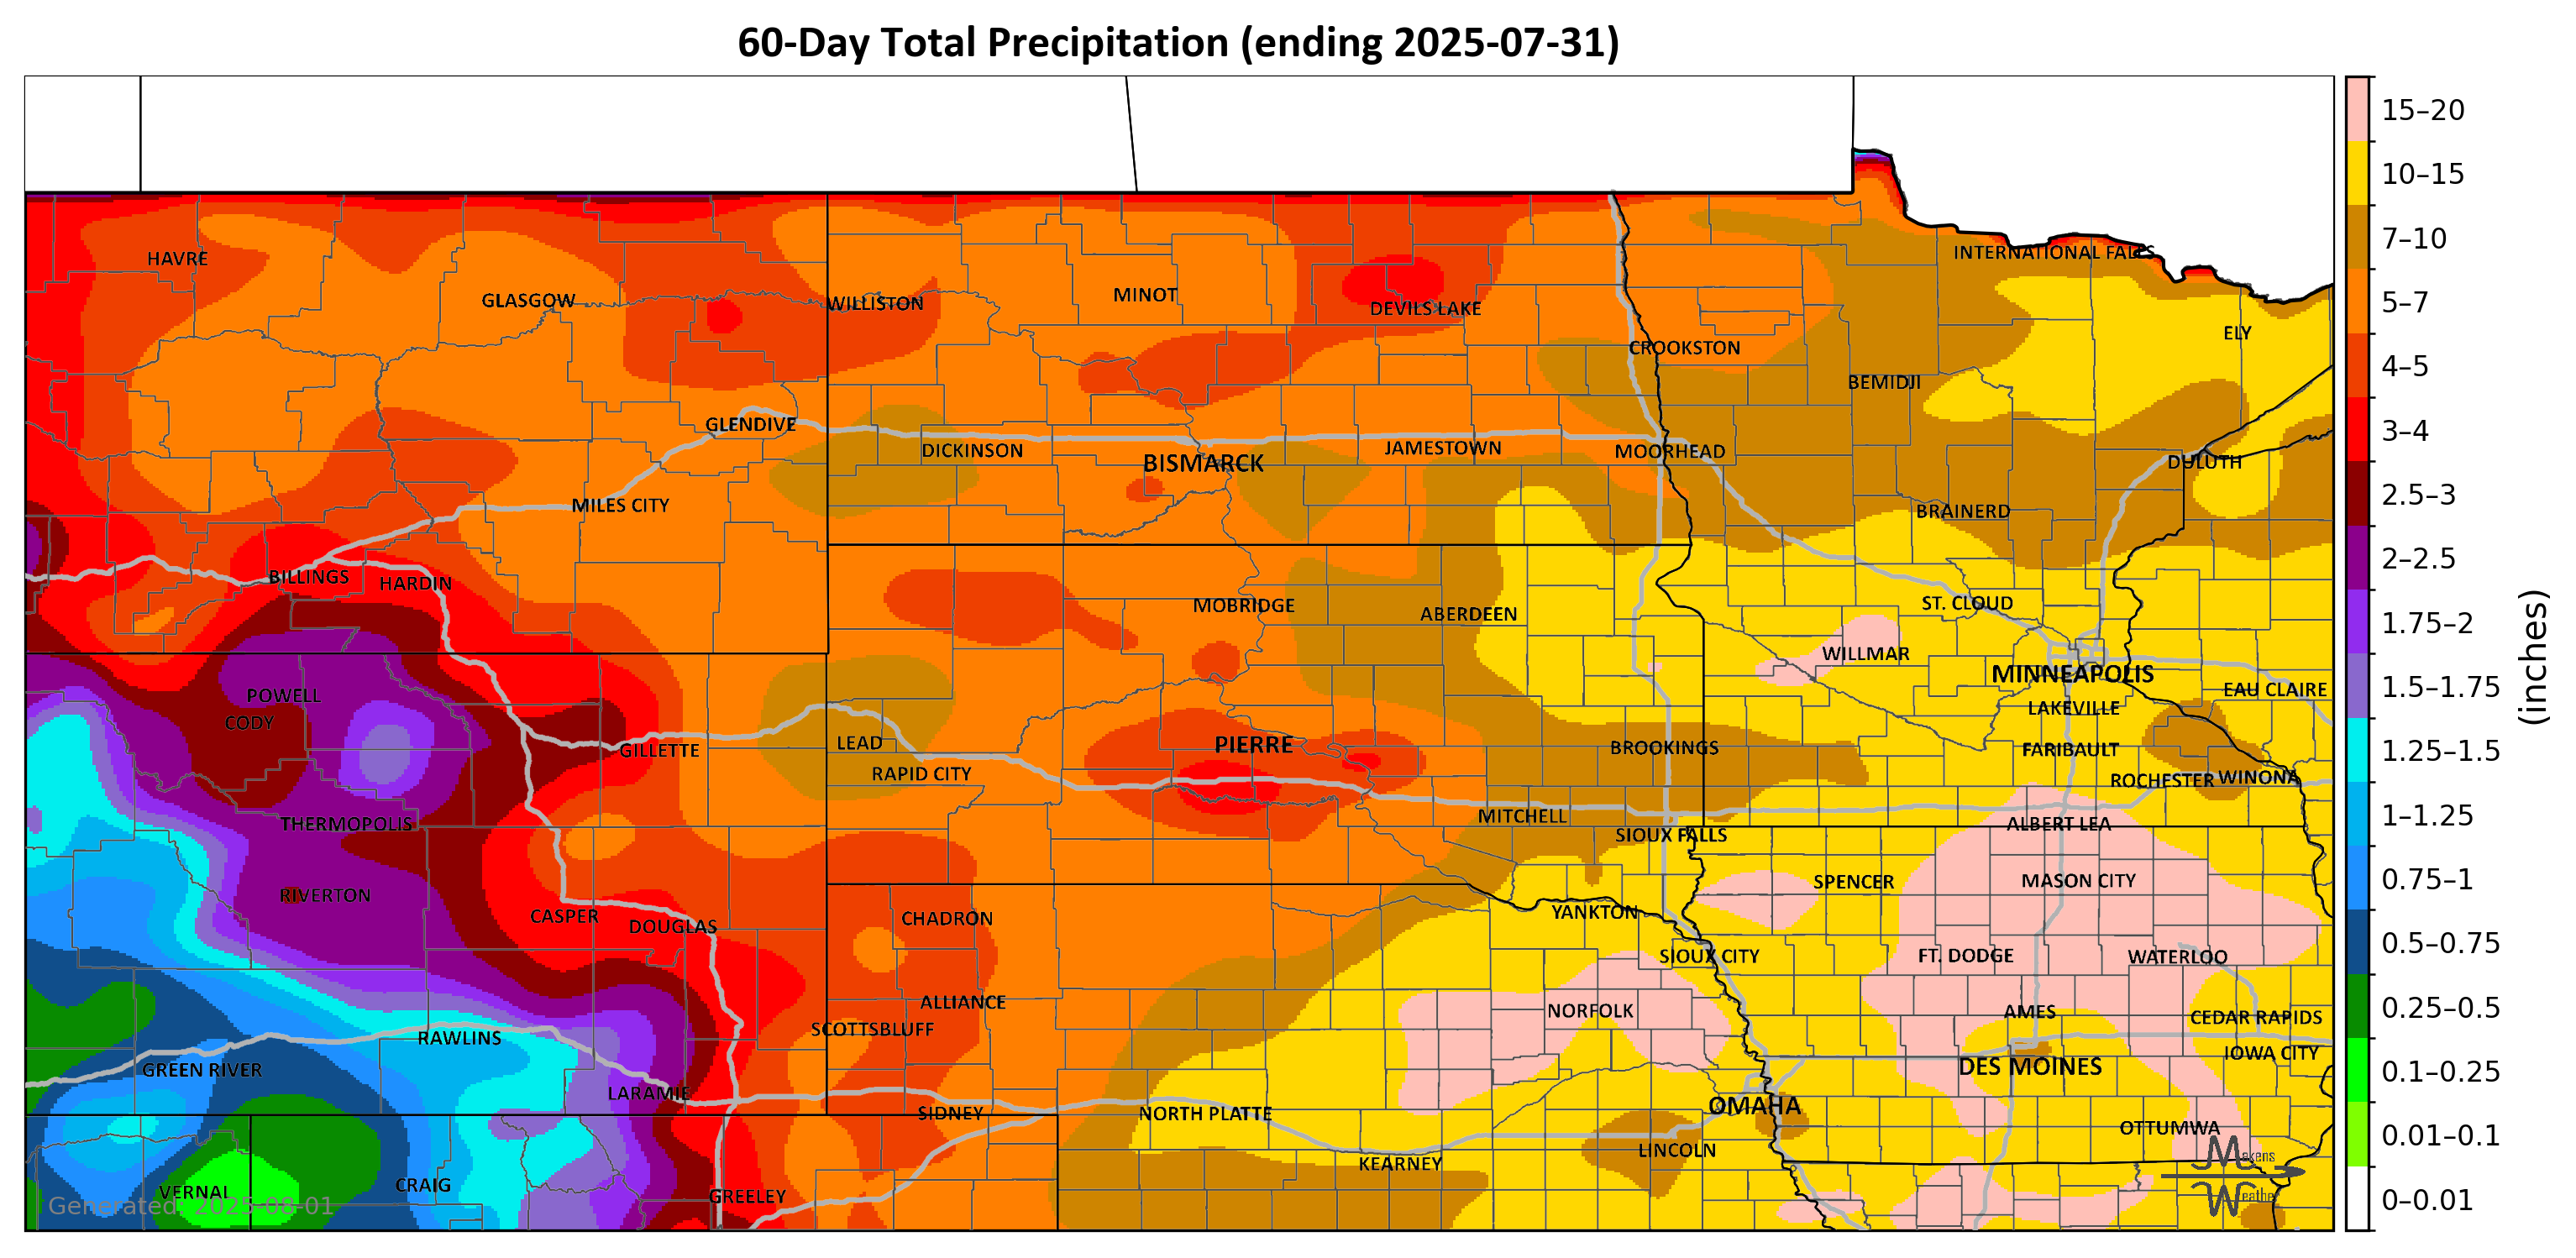 60-Day Total Precipitation (ending 2025-07-31)
15–20
10–15
7–10
5–7
4–5
3–4
2.5–3
2–2.5
1.75–2
1.5–1.75
1.25–1.5
1–1.25
0.75–1
0.5–0.75
0.25–0.5
0.1–0.25
0.01–0.1
0–0.01
(inches)
HAVRE
INTERNATIONAL FALLS
GLASGOW
WILLISTON
MINOT
DEVILS LAKE
ELY
CROOKSTON
BEMIDJI
GLENDIVE
DICKINSON
BISMARCK
JAMESTOWN
MOORHEAD
DULUTH
MILES CITY
BRAINERD
BILLINGS
HARDIN
MOBRIDGE
ABERDEEN
ST. CLOUD
WILLMAR
MINNEAPOLIS
EAU CLAIRE
POWELL
CODY
LAKEVILLE
GILLETTE
LEAD
PIERRE
BROOKINGS
FARIBAULT
RAPID CITY
ROCHESTER
WINONA
THERMOPOLIS
MITCHELL
SIOUX FALLS
ALBERT LEA
RIVERTON
SPENCER
MASON CITY
CASPER
DOUGLAS
CHADRON
YANKTON
SIOUX CITY
FT. DODGE
WATERLOO
ALLIANCE
NORFOLK
AMES
CEDAR RAPIDS
SCOTTSBLUFF
RAWLINS
GREEN RIVER
DES MOINES
IOWA CITY
LARAMIE
SIDNEY
NORTH PLATTE
OMAHA
OTTUMWA
LINCOLN
KEARNEY
VERNAL
CRAIG
GREELEY
Generated: 2025-08-01
Makens
Weather